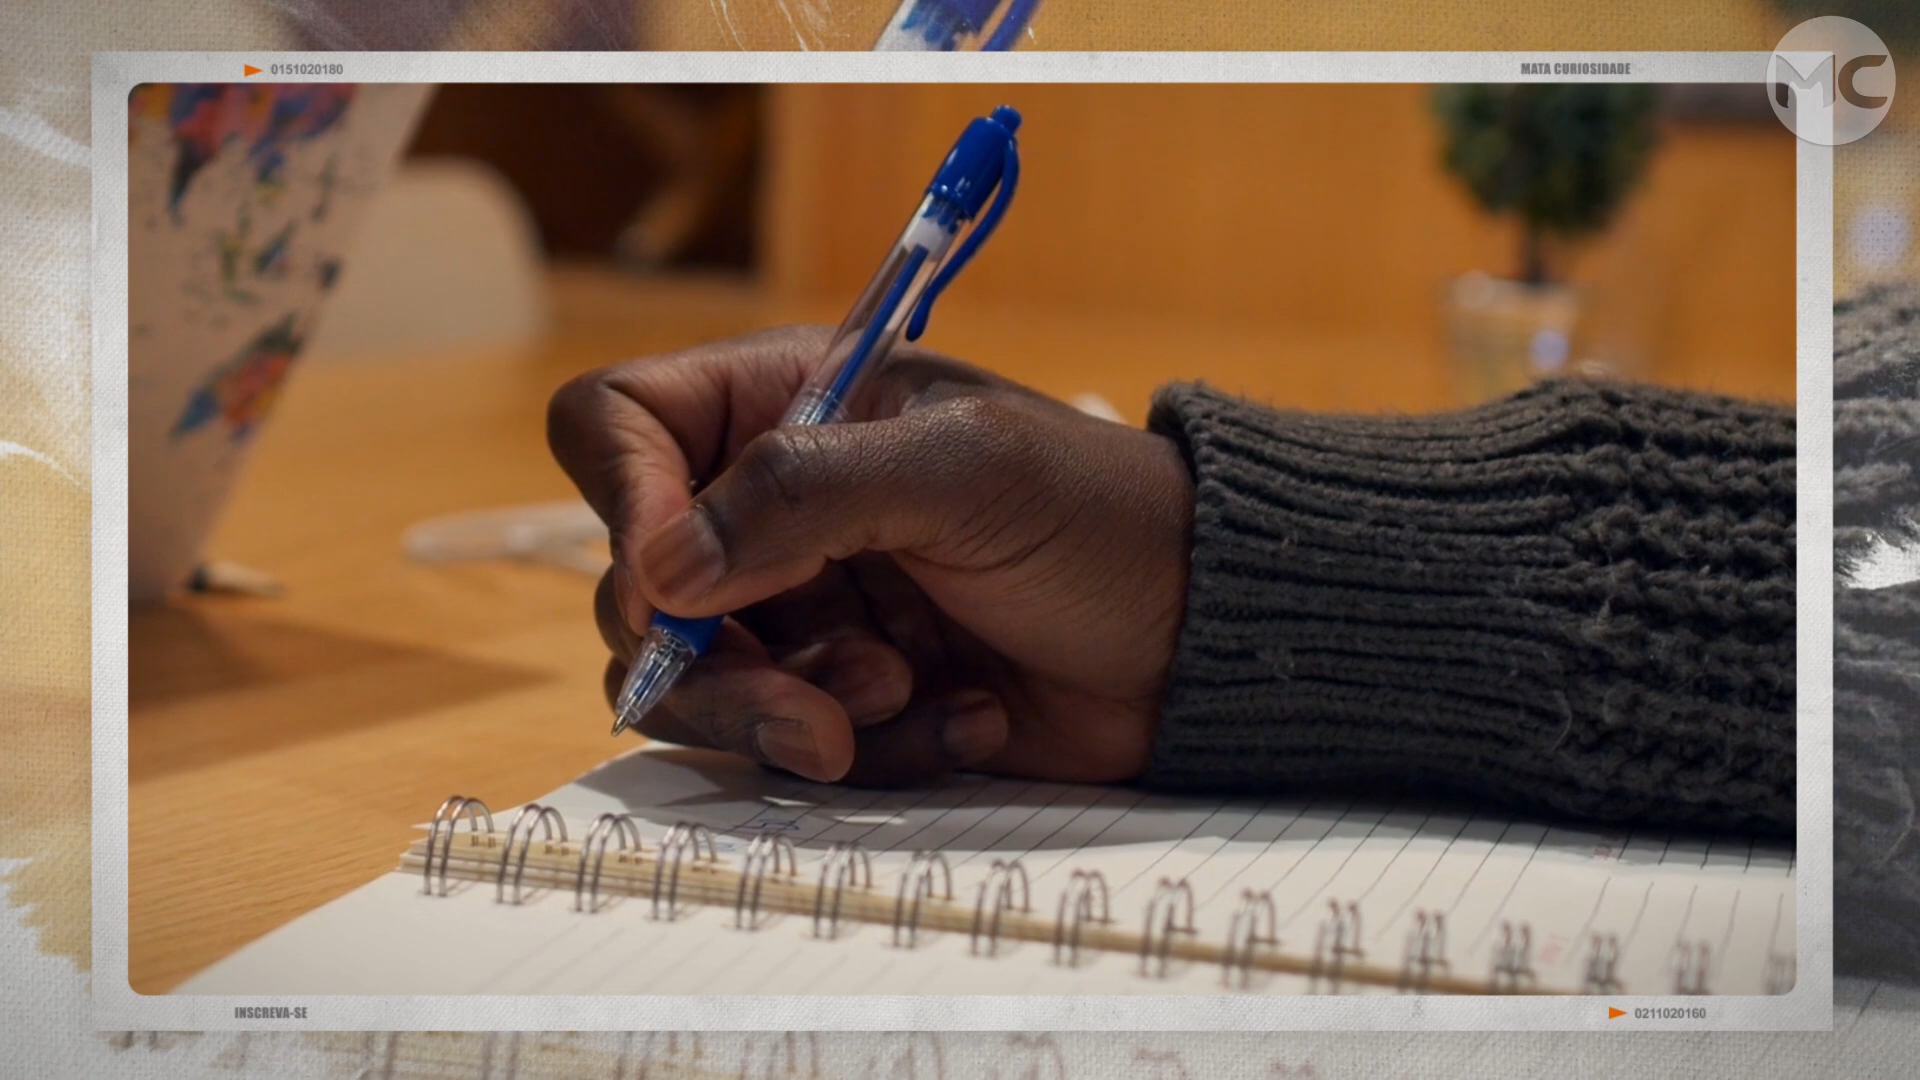 0151020180
MATA CURIOSIDADE
MC
INSCREVA-SE
0211020160